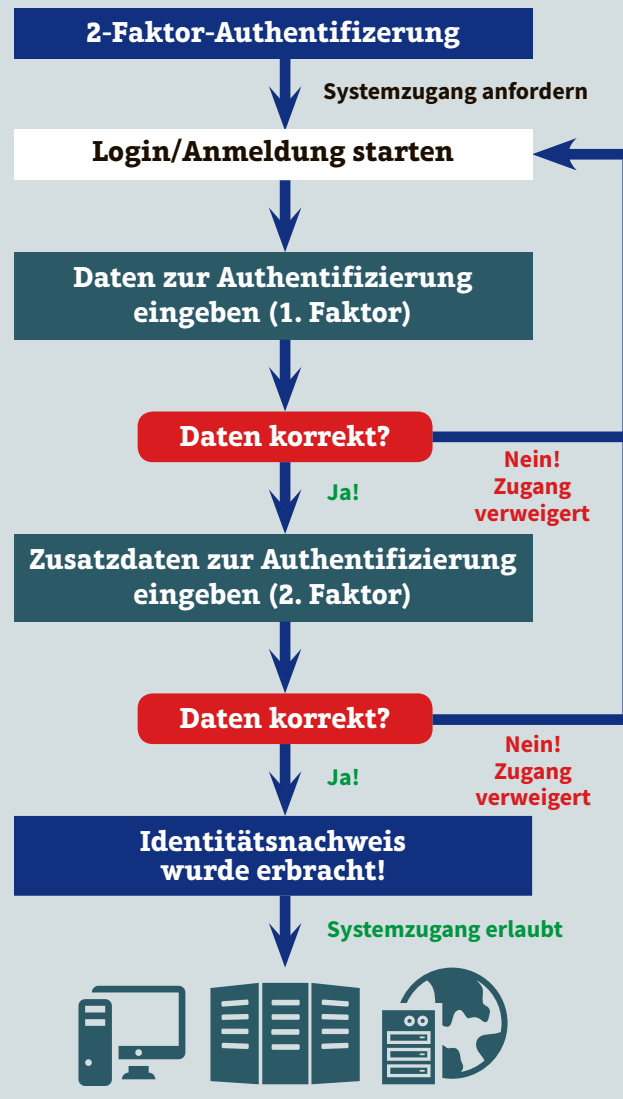 2-Faktor-Authentifizerung
Systemzugang anfordern
Login/Anmeldung starten
Daten zur Authentifizierung
eingeben (1. Faktor)
Daten korrekt?
Nein!
Zugang
verweigert
Ja!
Zusatzdaten zur Authentifizierung
eingeben (2. Faktor)
Daten korrekt?
Nein!
Zugang
verweigert
Ja!
Identitätsnachweis
wurde erbracht!
Systemzugang erlaubt